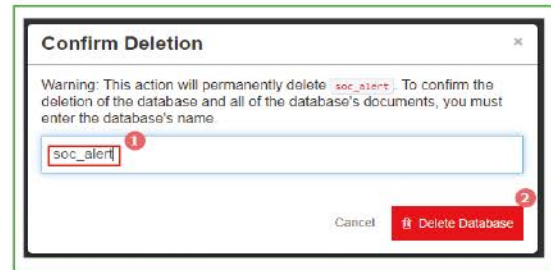 Confirm Deletion ×
Warning: This action will permanently delete soc_alert. To confirm the
deletion of the database and all of the database's documents, you must
enter the database's name.
soc_alert 1
2
Cancel Delete Database